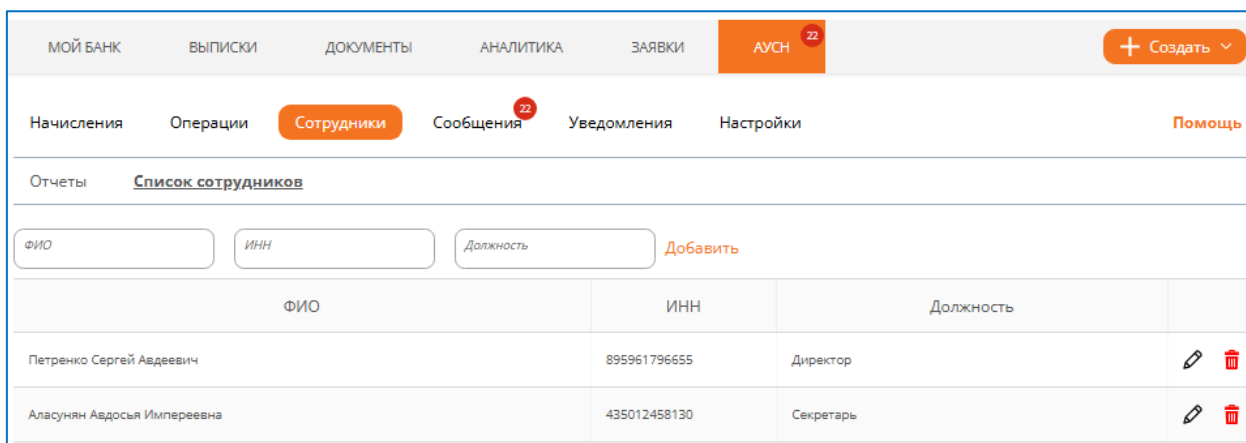 МОЙ БАНК ВЫПИСКИ ДОКУМЕНТЫ АНАЛИТИКА ЗАЯВКИ АУСН 22 + Создать
Начисления Операции Сотрудники Сообщения 22 Уведомления Настройки Помощь
Отчеты Список сотрудников
ФИО ИНН Должность Добавить
ФИО ИНН Должность
Петренко Сергей Авдеевич 895961796655 Директор
Аласунян Авдосья Импереевна 435012458130 Секретарь